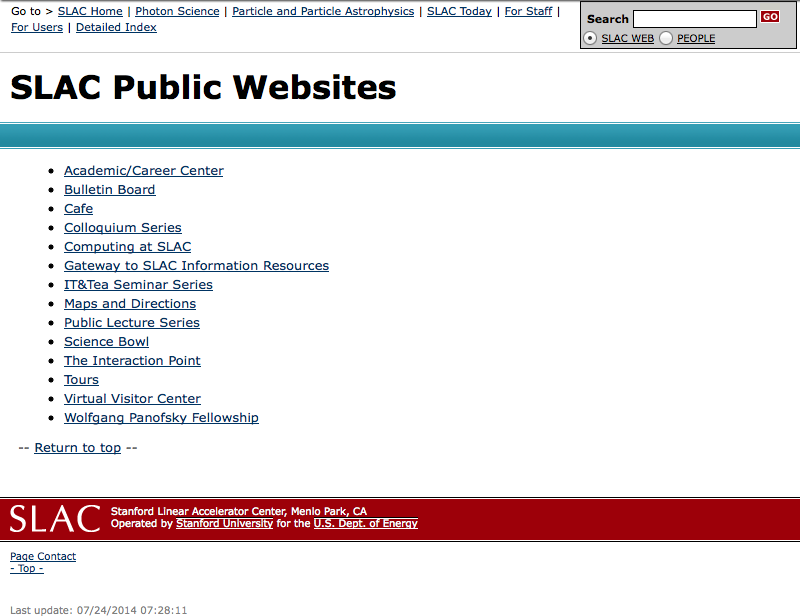 Go to > SLAC Home | Photon Science | Particle and Particle Astrophysics | SLAC Today | For Staff |
For Users | Detailed Index
Search GO
SLAC WEB PEOPLE
SLAC Public Websites
• Academic/Career Center
• Bulletin Board
• Cafe
• Colloquium Series
• Computing at SLAC
• Gateway to SLAC Information Resources
• IT&Tea Seminar Series
• Maps and Directions
• Public Lecture Series
• Science Bowl
• The Interaction Point
• Tours
• Virtual Visitor Center
• Wolfgang Panofsky Fellowship
-- Return to top --
SLAC
Stanford Linear Accelerator Center, Menlo Park, CA
Operated by Stanford University for the U.S. Dept. of Energy
Page Contact
- Top -
Last update: 07/24/2014 07:28:11